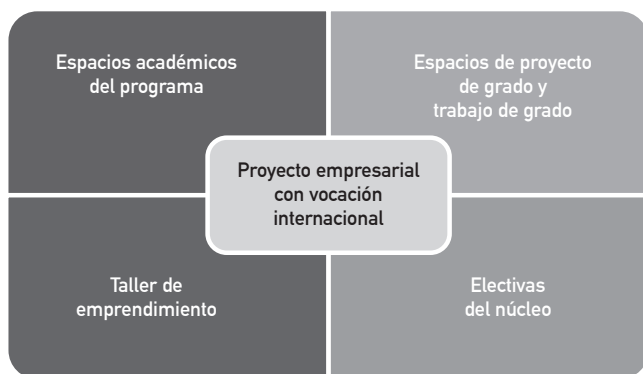 Espacios académicos
del programa
Espacios de proyecto
de grado y
trabajo de grado
Proyecto empresarial
con vocación
internacional
Taller de
emprendimiento
Electivas
del núcleo